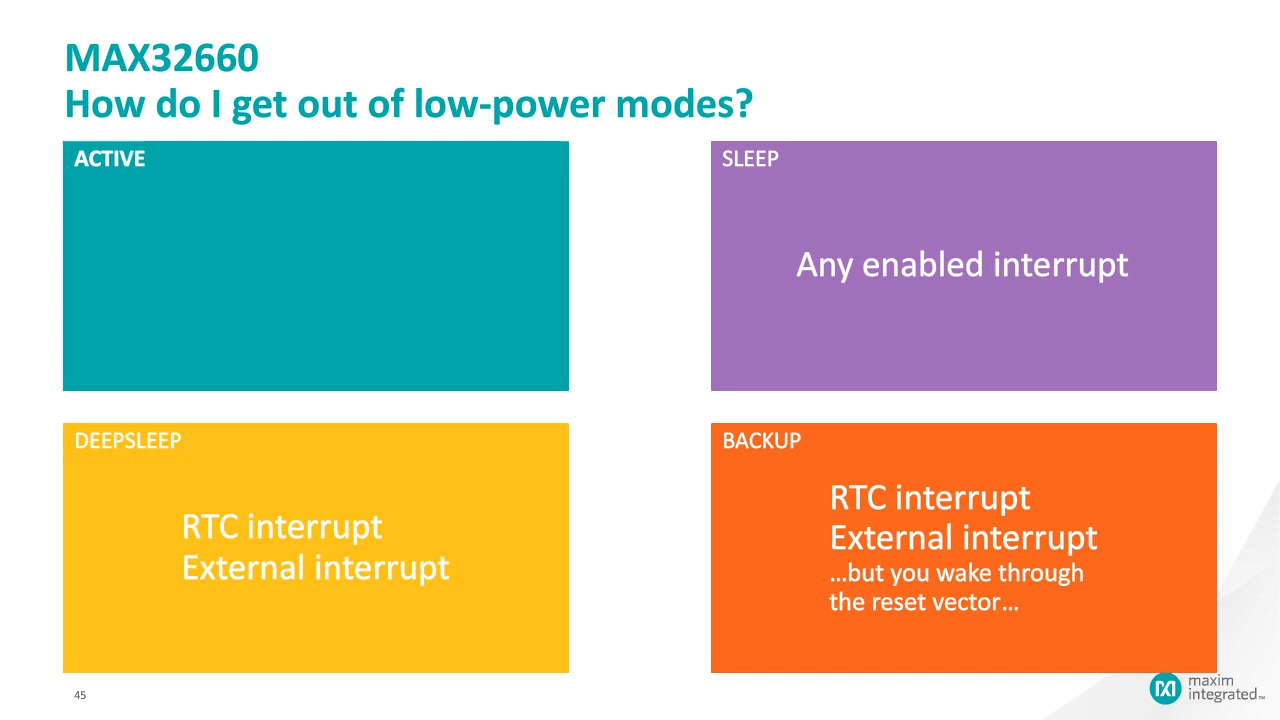 MAX32660
How do I get out of low-power modes?
ACTIVE
SLEEP
Any enabled interrupt
DEEPSLEEP
RTC interrupt
External interrupt
BACKUP
RTC interrupt
External interrupt
…but you wake through
the reset vector…
45
maxim
integrated™